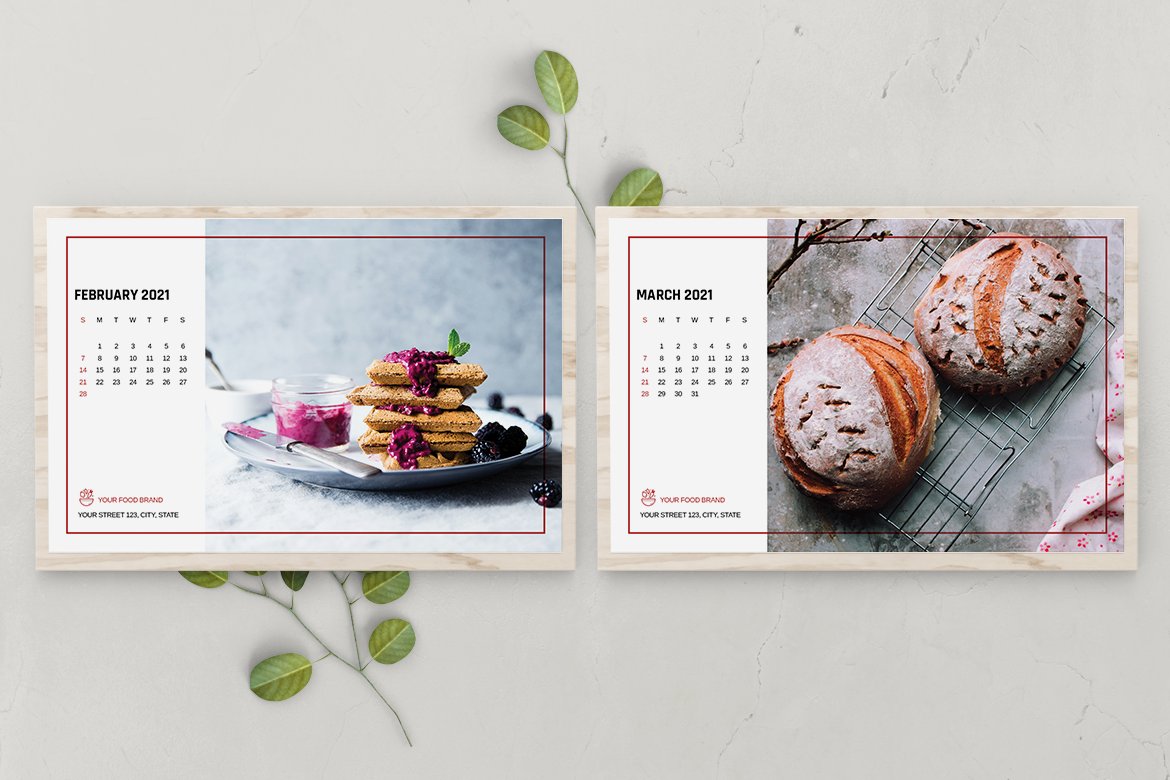 FEBRUARY 2021
S M T W T F S
1 2 3 4 5 6
7 8 9 10 11 12 13
14 15 16 17 18 19 20
21 22 23 24 25 26 27
28
YOUR FOOD BRAND
YOUR STREET 123, CITY, STATE
MARCH 2021
S M T W T F S
1 2 3 4 5 6
7 8 9 10 11 12 13
14 15 16 17 18 19 20
21 22 23 24 25 26 27
28 29 30 31
YOUR FOOD BRAND
YOUR STREET 123, CITY, STATE